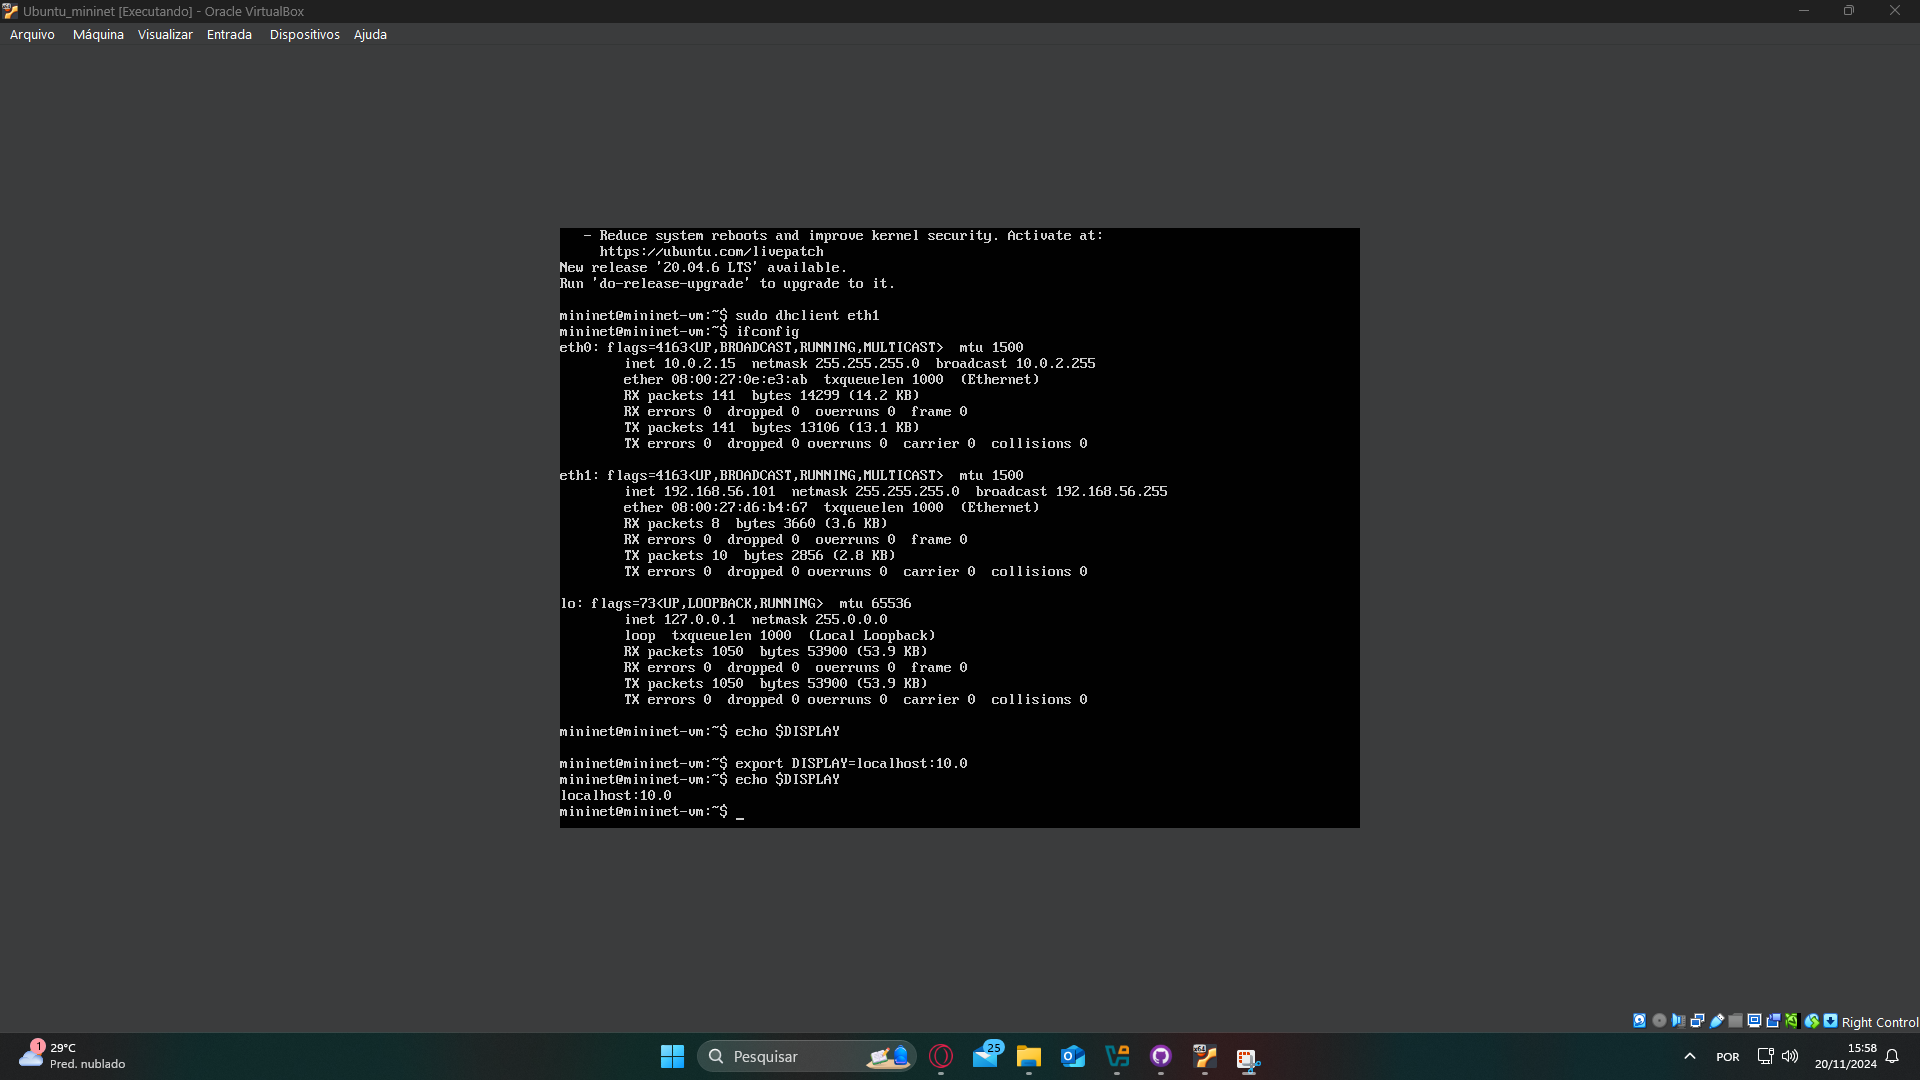 Ubuntu_mininet [Executando] - Oracle VirtualBox
Arquivo Máquina Visualizar Entrada Dispositivos Ajuda
- Reduce system reboots and improve kernel security. Activate at:
https://ubuntu.com/livepatch
New release '20.04.6 LTS' available.
Run 'do-release-upgrade' to upgrade to it.
mininet@mininet-vm:~$ sudo dhclient eth1
mininet@mininet-vm:~$ ifconfig
eth0: flags=4163<UP,BROADCAST,RUNNING,MULTICAST>  mtu 1500
inet 10.0.2.15  netmask 255.255.255.0  broadcast 10.0.2.255
ether 08:00:27:0e:e3:ab  txqueuelen 1000  (Ethernet)
RX packets 141  bytes 14299 (14.2 KB)
RX errors 0  dropped 0  overruns 0  frame 0
TX packets 141  bytes 13106 (13.1 KB)
TX errors 0  dropped 0 overruns 0  carrier 0  collisions 0
eth1: flags=4163<UP,BROADCAST,RUNNING,MULTICAST>  mtu 1500
inet 192.168.56.101  netmask 255.255.255.0  broadcast 192.168.56.255
ether 08:00:27:d6:b4:67  txqueuelen 1000  (Ethernet)
RX packets 8  bytes 3660 (3.6 KB)
RX errors 0  dropped 0  overruns 0  frame 0
TX packets 10  bytes 2856 (2.8 KB)
TX errors 0  dropped 0 overruns 0  carrier 0  collisions 0
lo: flags=73<UP,LOOPBACK,RUNNING>  mtu 65536
inet 127.0.0.1  netmask 255.0.0.0
loop  txqueuelen 1000  (Local Loopback)
RX packets 1050  bytes 53900 (53.9 KB)
RX errors 0  dropped 0  overruns 0  frame 0
TX packets 1050  bytes 53900 (53.9 KB)
TX errors 0  dropped 0 overruns 0  carrier 0  collisions 0
mininet@mininet-vm:~$ echo $DISPLAY
mininet@mininet-vm:~$ export DISPLAY=localhost:10.0
mininet@mininet-vm:~$ echo $DISPLAY
localhost:10.0
mininet@mininet-vm:~$ _
Right Control
1
29°C
Pred. nublado
Pesquisar
25
POR
15:58
20/11/2024